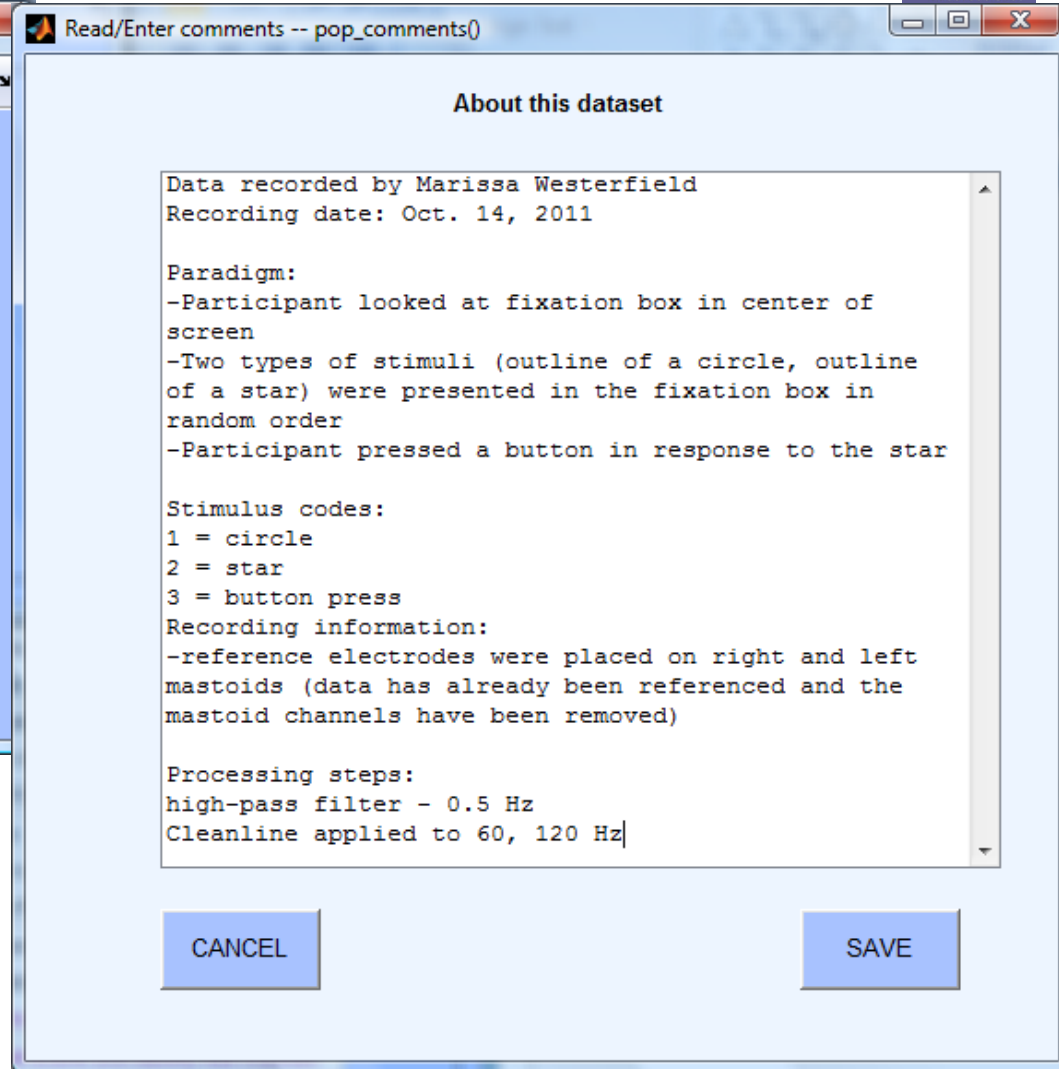 Read/Enter comments -- pop_comments()
About this dataset
Data recorded by Marissa Westerfield
Recording date: Oct. 14, 2011
Paradigm:
-Participant looked at fixation box in center of
screen
-Two types of stimuli (outline of a circle, outline
of a star) were presented in the fixation box in
random order
-Participant pressed a button in response to the star
Stimulus codes:
1 = circle
2 = star
3 = button press
Recording information:
-reference electrodes were placed on right and left
mastoids (data has already been referenced and the
mastoid channels have been removed)
Processing steps:
high-pass filter - 0.5 Hz
Cleanline applied to 60, 120 Hz
CANCEL
SAVE